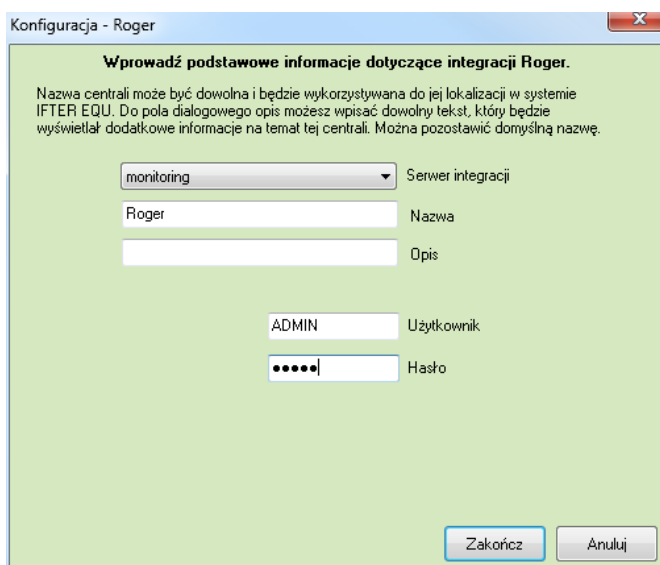 Konfiguracja - Roger
Wprowadź podstawowe informacje dotyczące integracji Roger.
Nazwa centrali może być dowolna i będzie wykorzystywana do jej lokalizacji w systemie
IFTER EQU. Do pola dialogowego opis możesz wpisać dowolny tekst, który będzie
wyświetlał dodatkowe informacje na temat tej centrali. Można pozostawić domyślną nazwę.
monitoring Serwer integracji
Roger Nazwa
Opis
ADMIN Użytkownik
●●●●● Hasło
Zakończ Anuluj